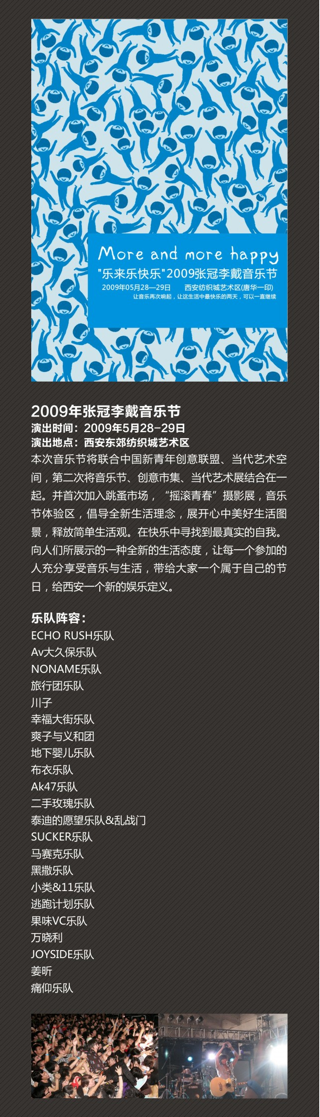 More and more happy
"乐来乐快乐"2009张冠李戴音乐节
2009年05月28—29日 西安纺织城艺术区(唐华一印)
让音乐再次响起，让这生活中最快乐的两天，可以一直继续
2009年张冠李戴音乐节
演出时间：2009年5月28-29日
演出地点：西安东郊纺织城艺术区
本次音乐节将联合中国新青年创意联盟、当代艺术空
间，第二次将音乐节、创意市集、当代艺术展结合在一
起。并首次加入跳蚤市场，“摇滚青春”摄影展，音乐
节体验区，倡导全新生活理念，展开心中美好生活图
景，释放简单生活观。在快乐中寻找到最真实的自我。
向人们所展示的一种全新的生活态度，让每一个参加的
人充分享受音乐与生活，带给大家一个属于自己的节
日，给西安一个新的娱乐定义。
乐队阵容：
ECHO RUSH乐队
Av大久保乐队
NONAME乐队
旅行团乐队
川子
幸福大街乐队
爽子与义和团
地下婴儿乐队
布衣乐队
Ak47乐队
二手玫瑰乐队
泰迪的愿望乐队&乱战门
SUCKER乐队
马赛克乐队
黑撒乐队
小类&11乐队
逃跑计划乐队
果味VC乐队
万晓利
JOYSIDE乐队
姜昕
痛仰乐队